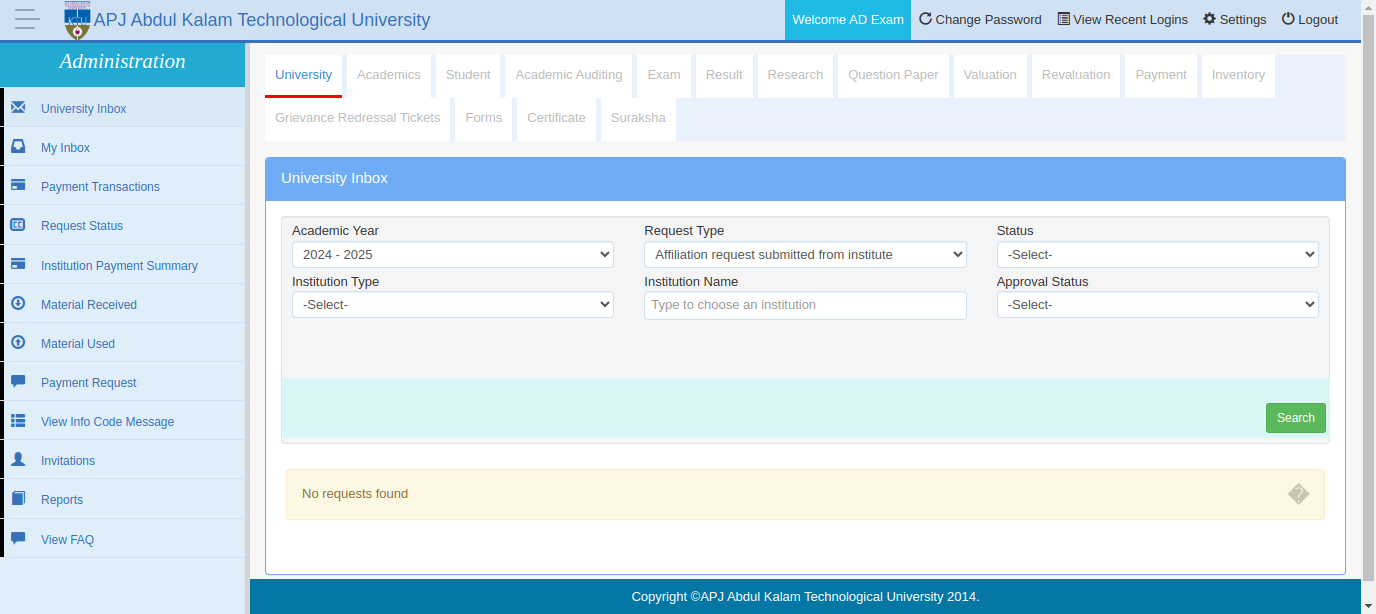 APJ Abdul Kalam Technological University
Welcome AD Exam Change Password View Recent Logins Settings Logout
Administration
University Inbox
My Inbox
Payment Transactions
Request Status
Institution Payment Summary
Material Received
Material Used
Payment Request
View Info Code Message
Invitations
Reports
View FAQ
University Academics Student Academic Auditing Exam Result Research Question Paper Valuation Revaluation Payment Inventory
Grievance Redressal Tickets Forms Certificate Suraksha
University Inbox
Academic Year Request Type Status
2024 - 2025 Affiliation request submitted from institute -Select-
Institution Type Institution Name Approval Status
-Select- Type to choose an institution -Select-
Search
No requests found
Copyright ©APJ Abdul Kalam Technological University 2014.